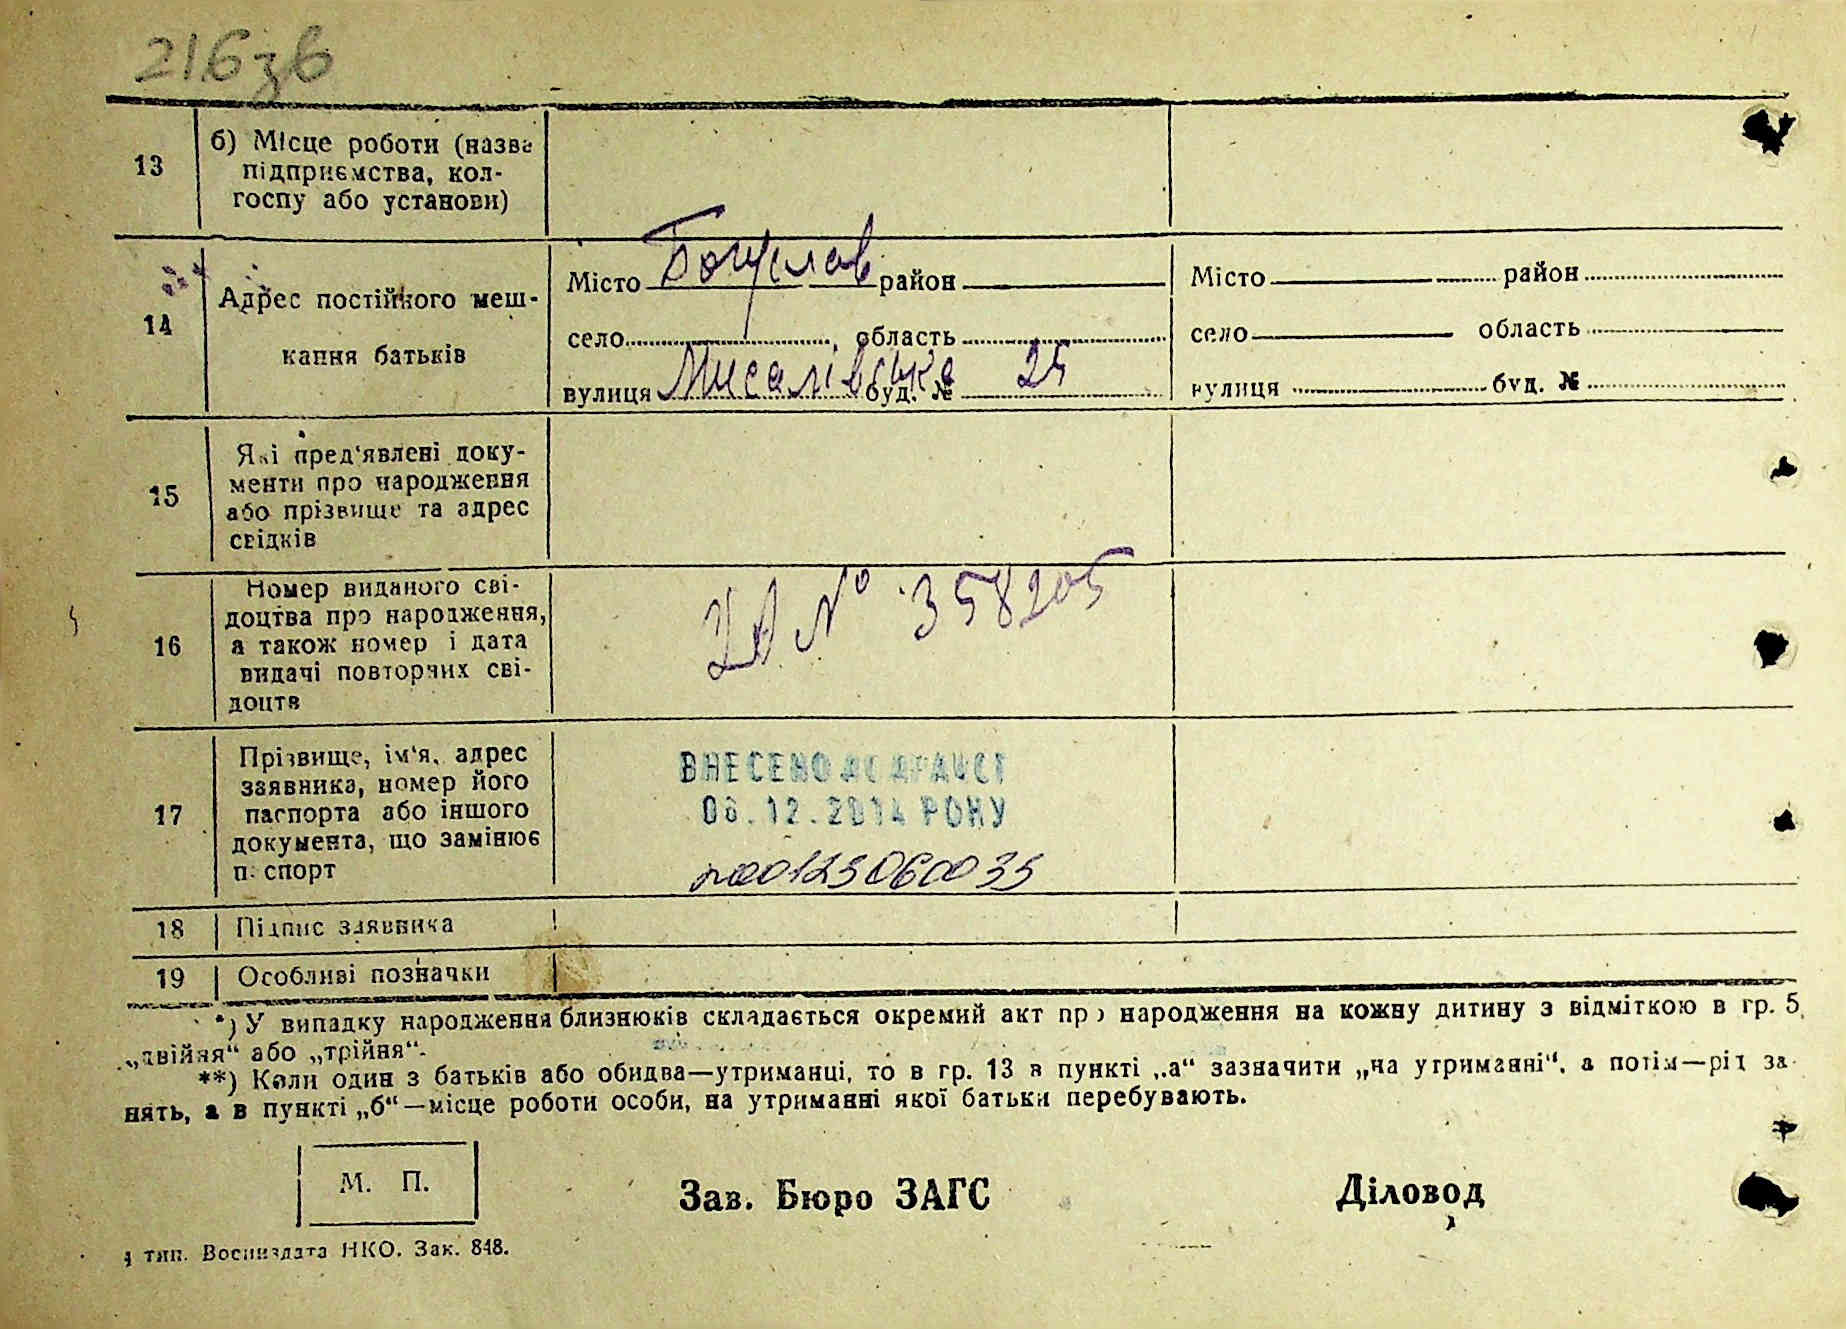 216зв
13
б) Місце роботи (назва
підприємства, кол-
госпу або установи)
14
Адрес постійного меш-
кання батьків
Місто Богуслав район
село область
вулиця Мисалівська буд. № 25
Місто район
село область
вулиця буд. №
15
Які пред'явлені доку-
менти про народження
або прізвище та адрес
свідків
16
Номер виданого сві-
доцтва про народження,
а також номер і дата
видачі повторних сві-
доцтв
УА № 358205
17
Прізвище, ім'я, адрес
заявника, номер його
паспорта або іншого
документа, що замінює
паспорт
ВНЕСЕНО ДО ДРАЦСГ
06.12.2014 РОКУ
00125060035
18 Підпис заявника
19 Особливі позначки
*) У випадку народження близнюків складається окремий акт про народження на кожну дитину з відміткою в гр. 5,
„двійня“ або „трійня“.
**) Коли один з батьків або обидва—утриманці, то в гр. 13 в пункті „а“ зазначити „на утриманні“, а потім—рід за-
нять, а в пункті „б“—місце роботи особи, на утриманні якої батьки перебувають.
М. П.
Зав. Бюро ЗАГС
Діловод
тип. Воениздата НКО. Зак. 848.